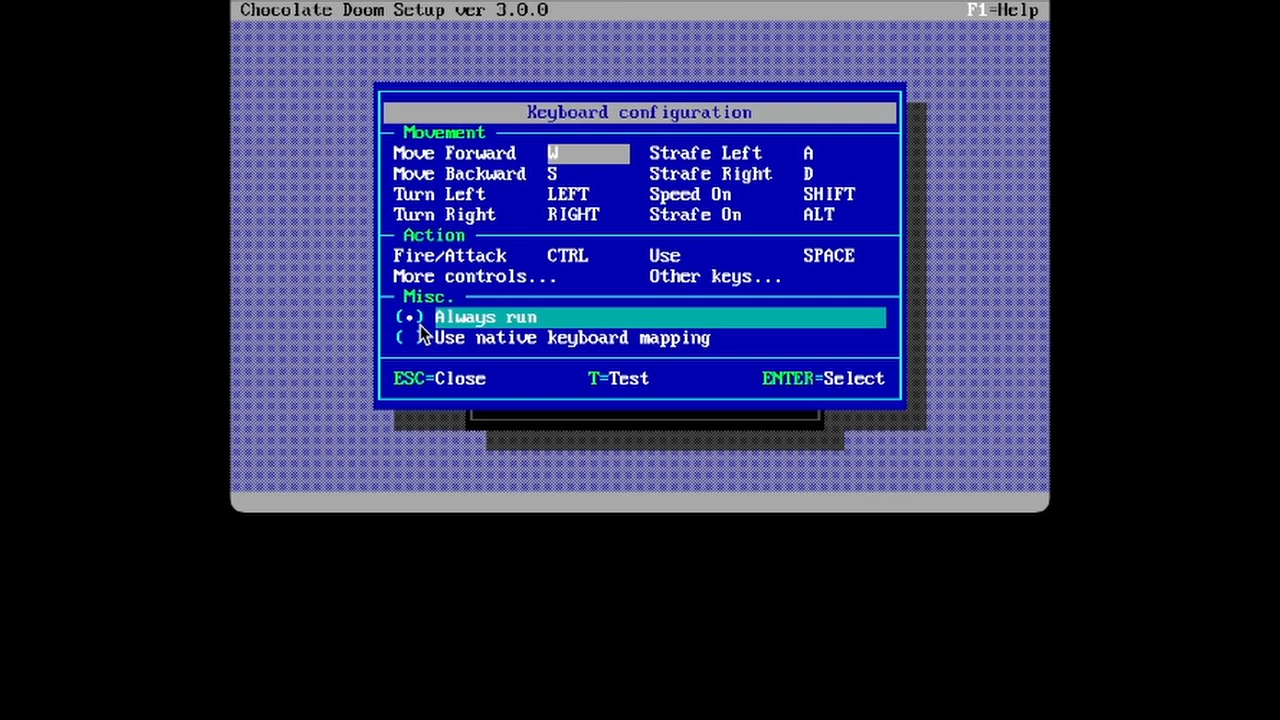 Chocolate Doom Setup ver 3.0.0 F1=Help
Keyboard configuration
Movement
Move Forward W Strafe Left A
Move Backward S Strafe Right D
Turn Left LEFT Speed On SHIFT
Turn Right RIGHT Strafe On ALT
Action
Fire/Attack CTRL Use SPACE
More controls... Other keys...
Misc.
(•) Always run
( ) Use native keyboard mapping
ESC=Close T=Test ENTER=Select